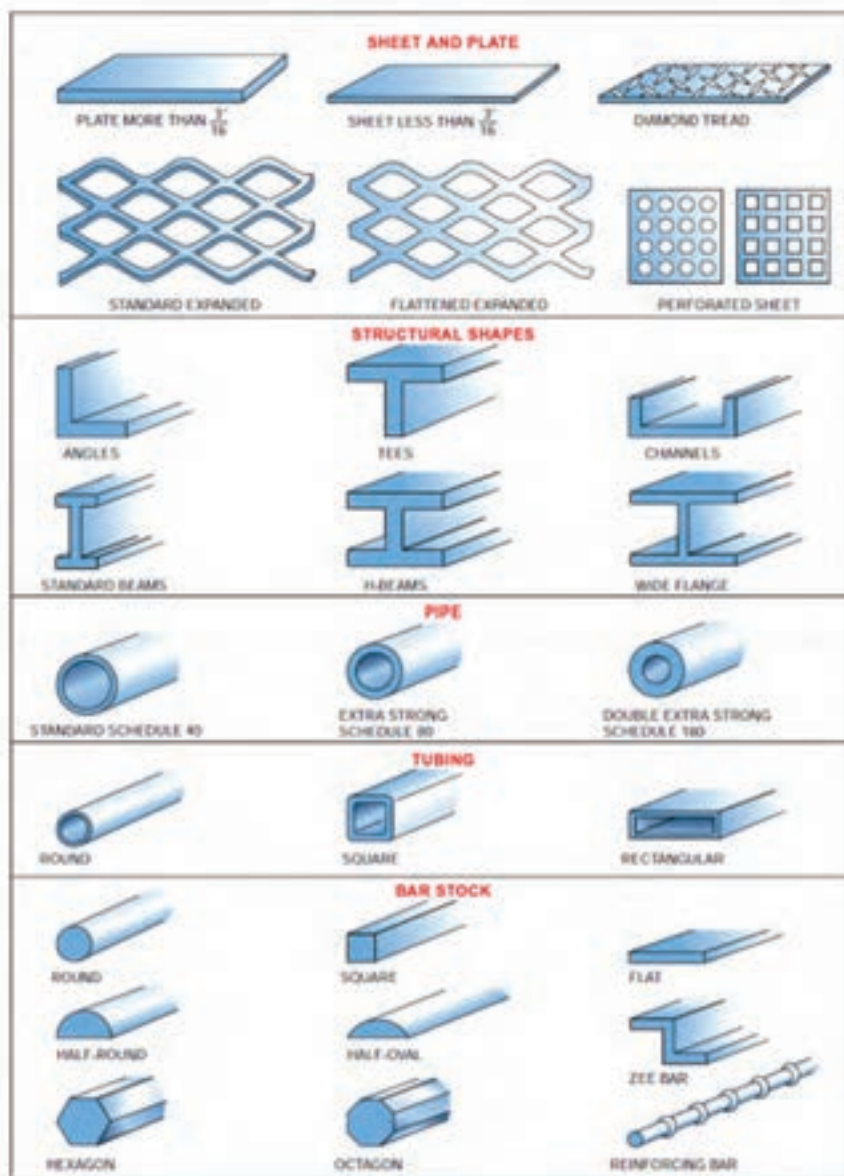 SHEET AND PLATE
PLATE MORE THAN 3"/16
SHEET LESS THAN 3"/16
DIAMOND TREAD
STANDARD EXPANDED
FLATTENED EXPANDED
PERFORATED SHEET
STRUCTURAL SHAPES
ANGLES
TEES
CHANNELS
STANDARD BEAMS
H-BEAMS
WIDE FLANGE
PIPE
STANDARD SCHEDULE 40
EXTRA STRONG
SCHEDULE 80
DOUBLE EXTRA STRONG
SCHEDULE 160
TUBING
ROUND
SQUARE
RECTANGULAR
BAR STOCK
ROUND
SQUARE
FLAT
HALF-ROUND
HALF-OVAL
ZEE BAR
HEXAGON
OCTAGON
REINFORCING BAR